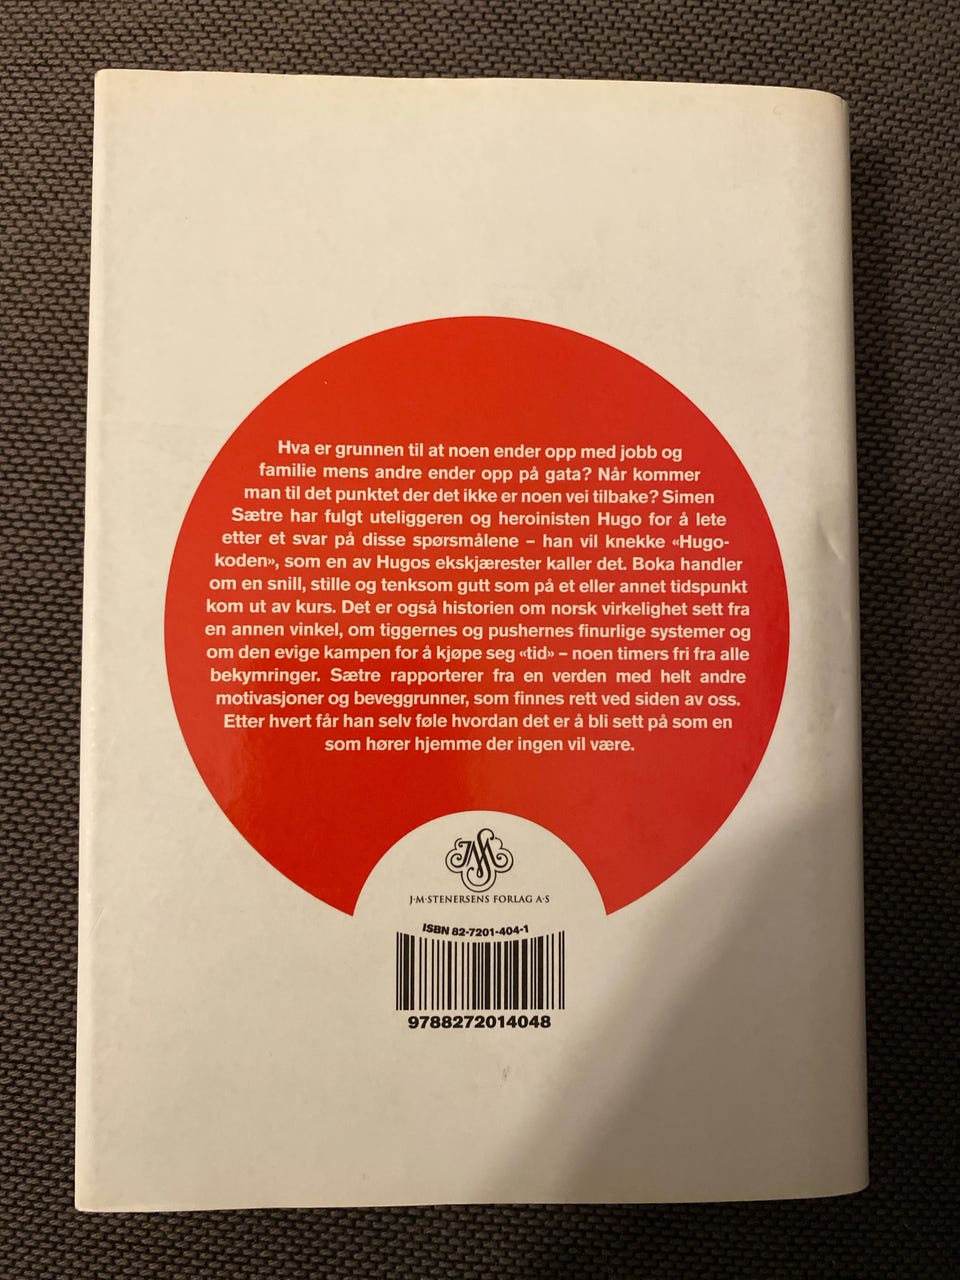 Hva er grunnen til at noen ender opp med jobb og
familie mens andre ender opp på gata? Når kommer
man til det punktet der det ikke er noen vei tilbake? Simen
Sætre har fulgt uteliggeren og heroinisten Hugo for å lete
etter et svar på disse spørsmålene – han vil knekke «Hugo-
koden», som en av Hugos ekskjærester kaller det. Boka handler
om en snill, stille og tenksom gutt som på et eller annet tidspunkt
kom ut av kurs. Det er også historien om norsk virkelighet sett fra
en annen vinkel, om tiggernes og pushernes finurlige systemer og
om den evige kampen for å kjøpe seg «tid» – noen timers fri fra alle
bekymringer. Sætre rapporterer fra en verden med helt andre
motivasjoner og beveggrunner, som finnes rett ved siden av oss.
Etter hvert får han selv føle hvordan det er å bli sett på som en
som hører hjemme der ingen vil være.
J·M·STENERSENS FORLAG A·S
ISBN 82-7201-404-1
9788272014048